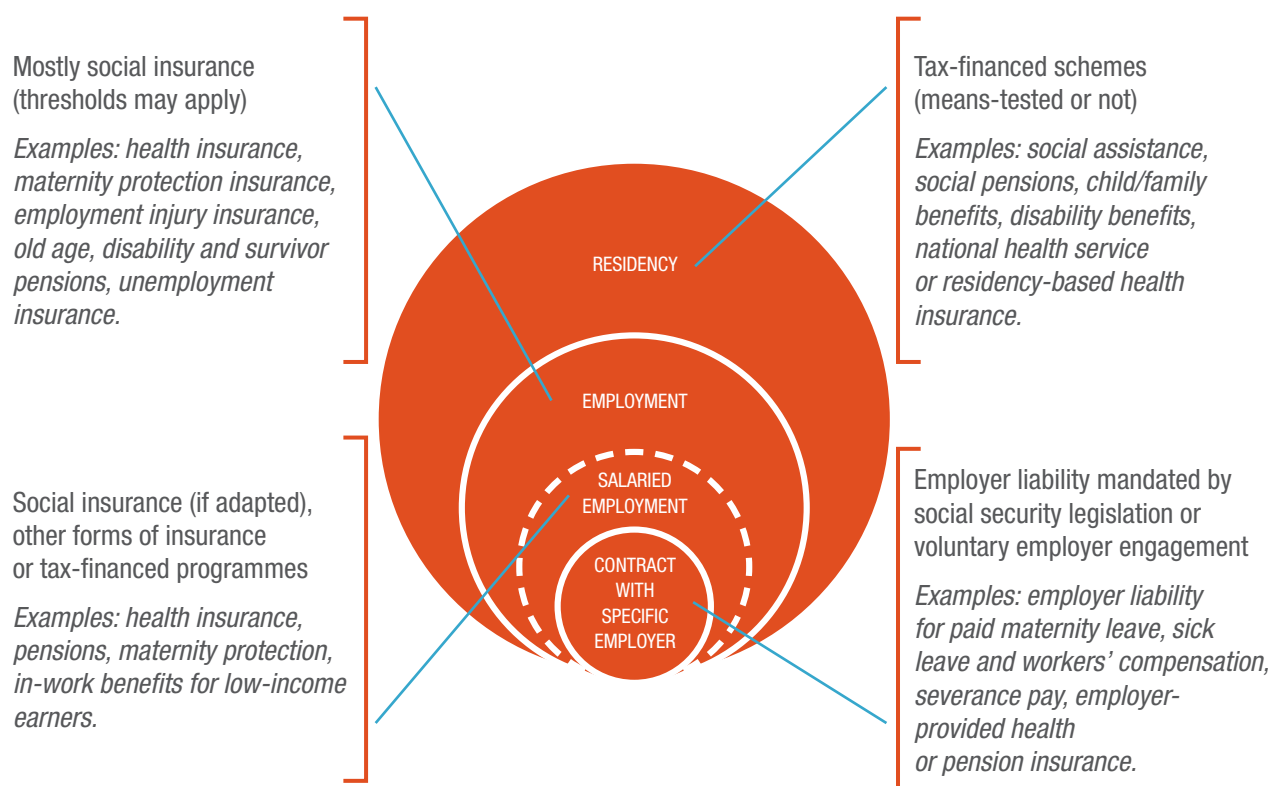 Mostly social insurance
(thresholds may apply)
Examples: health insurance,
maternity protection insurance,
employment injury insurance,
old age, disability and survivor
pensions, unemployment
insurance.
Tax-financed schemes
(means-tested or not)
Examples: social assistance,
social pensions, child/family
benefits, disability benefits,
national health service
or residency-based health
insurance.
RESIDENCY
EMPLOYMENT
SALARIED
EMPLOYMENT
CONTRACT
WITH
SPECIFIC
EMPLOYER
Social insurance (if adapted),
other forms of insurance
or tax-financed programmes
Examples: health insurance,
pensions, maternity protection,
in-work benefits for low-income
earners.
Employer liability mandated by
social security legislation or
voluntary employer engagement
Examples: employer liability
for paid maternity leave, sick
leave and workers’ compensation,
severance pay, employer-
provided health
or pension insurance.